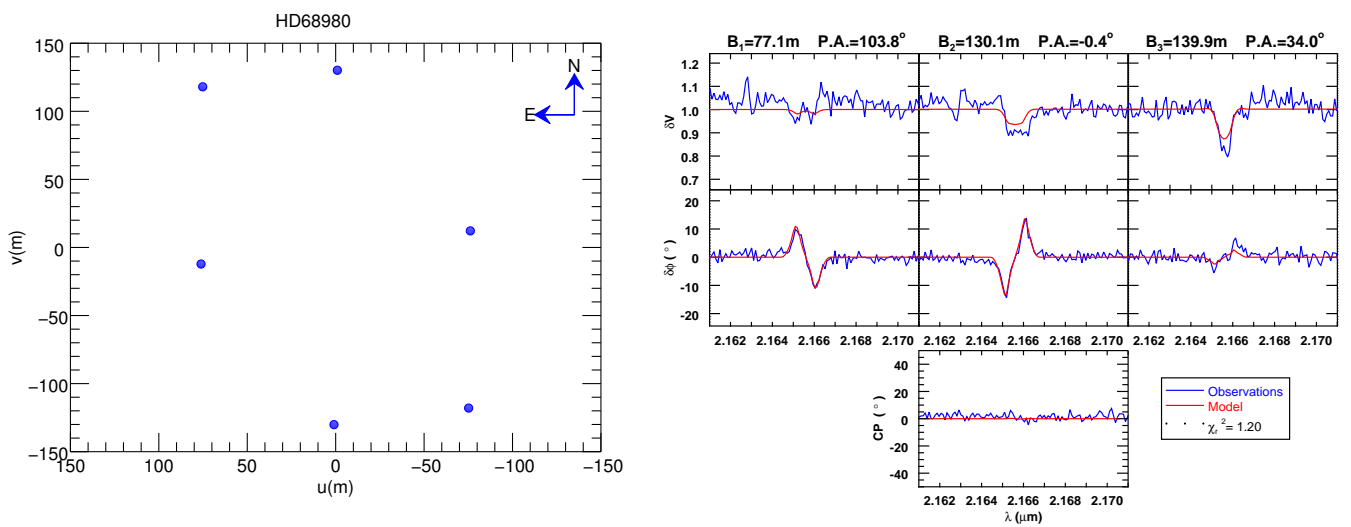 HD68980
150
100
50
0
−50
−100
−150
150 100 50 0 −50 −100 −150
u(m)
v(m)
N
E
B1=77.1m P.A.=103.8° B2=130.1m P.A.=-0.4° B3=139.9m P.A.=34.0°
1.2
1.1
1.0
0.9
0.8
0.7
δV
20
10
0
-10
-20
δϕ ( ° )
2.162 2.164 2.166 2.168 2.170 2.162 2.164 2.166 2.168 2.170 2.162 2.164 2.166 2.168 2.170
40
20
0
-20
-40
CP ( ° )
2.162 2.164 2.166 2.168 2.170
λ (μm)
Observations
Model
χr² = 1.20